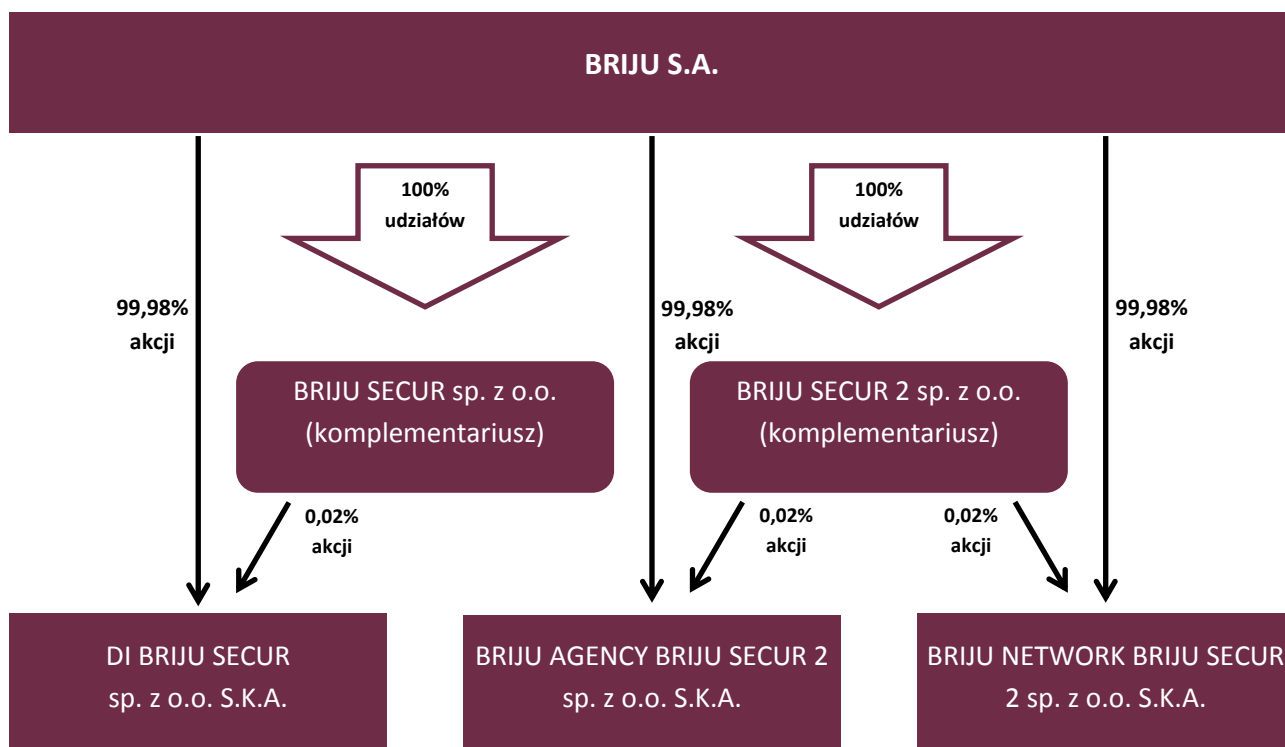 BRIJU S.A.
100%
udziałów
100%
udziałów
99,98%
akcji
99,98%
akcji
99,98%
akcji
BRIJU SECUR sp. z o.o.
(komplementariusz)
BRIJU SECUR 2 sp. z o.o.
(komplementariusz)
0,02%
akcji
0,02%
akcji
0,02%
akcji
DI BRIJU SECUR
sp. z o.o. S.K.A.
BRIJU AGENCY BRIJU SECUR 2
sp. z o.o. S.K.A.
BRIJU NETWORK BRIJU SECUR
2 sp. z o.o. S.K.A.